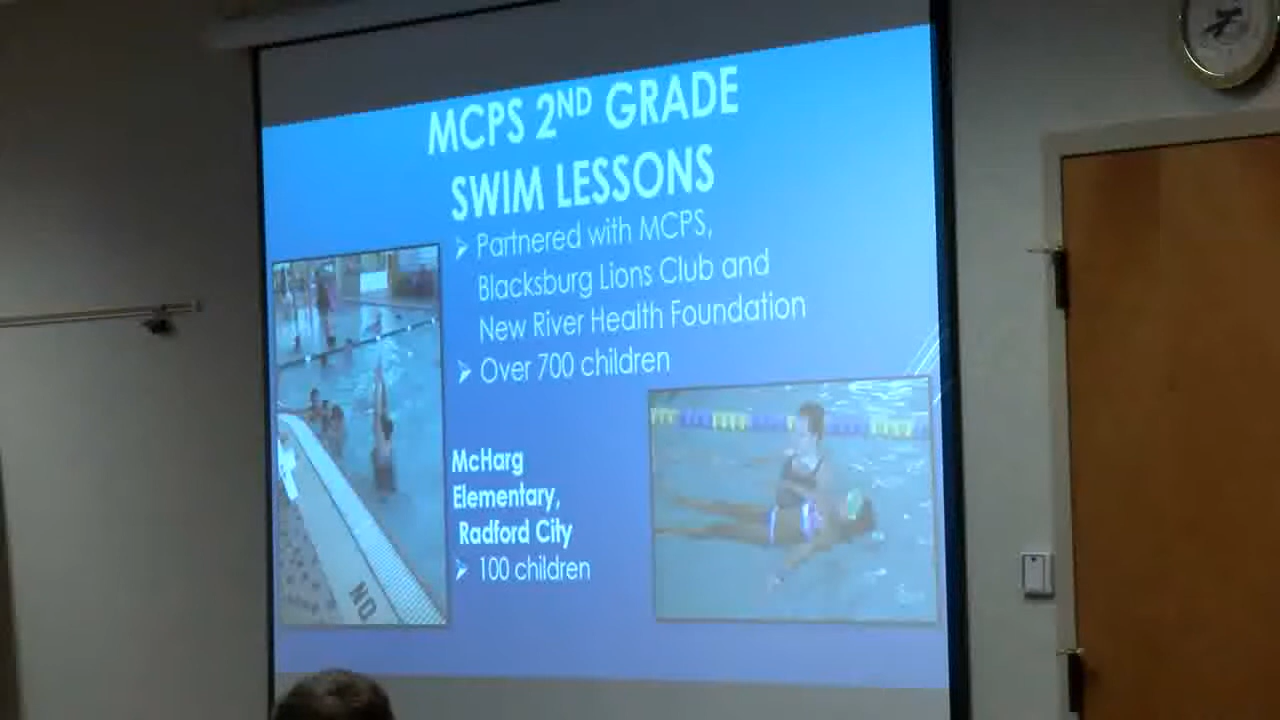 MCPS 2ND GRADE
SWIM LESSONS
➢ Partnered with MCPS,
Blacksburg Lions Club and
New River Health Foundation
➢ Over 700 children
McHarg
Elementary,
Radford City
➢ 100 children
NO